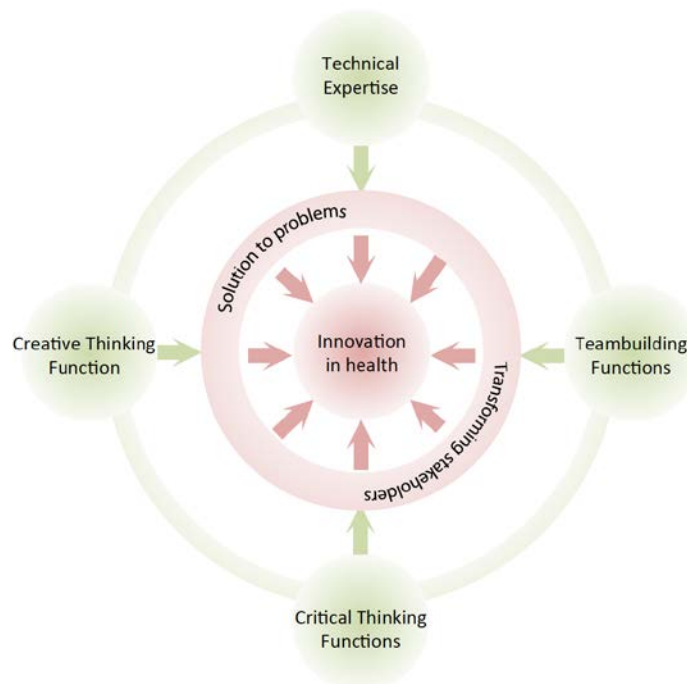 Technical
Expertise
Solution to problems
Creative Thinking
Function
Innovation
in health
Teambuilding
Functions
Transforming stakeholders
Critical Thinking
Functions